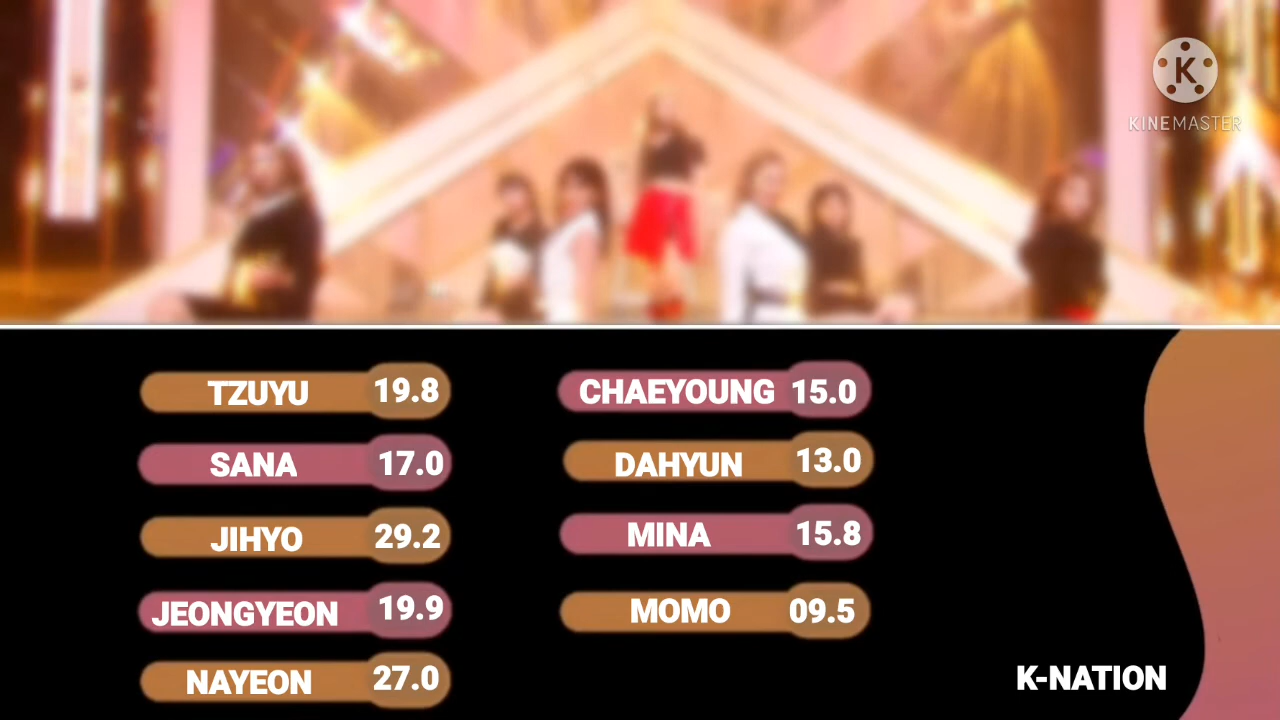 K
KINEMASTER
TZUYU 19.8
SANA 17.0
JIHYO 29.2
JEONGYEON 19.9
NAYEON 27.0
CHAEYOUNG 15.0
DAHYUN 13.0
MINA 15.8
MOMO 09.5
K-NATION